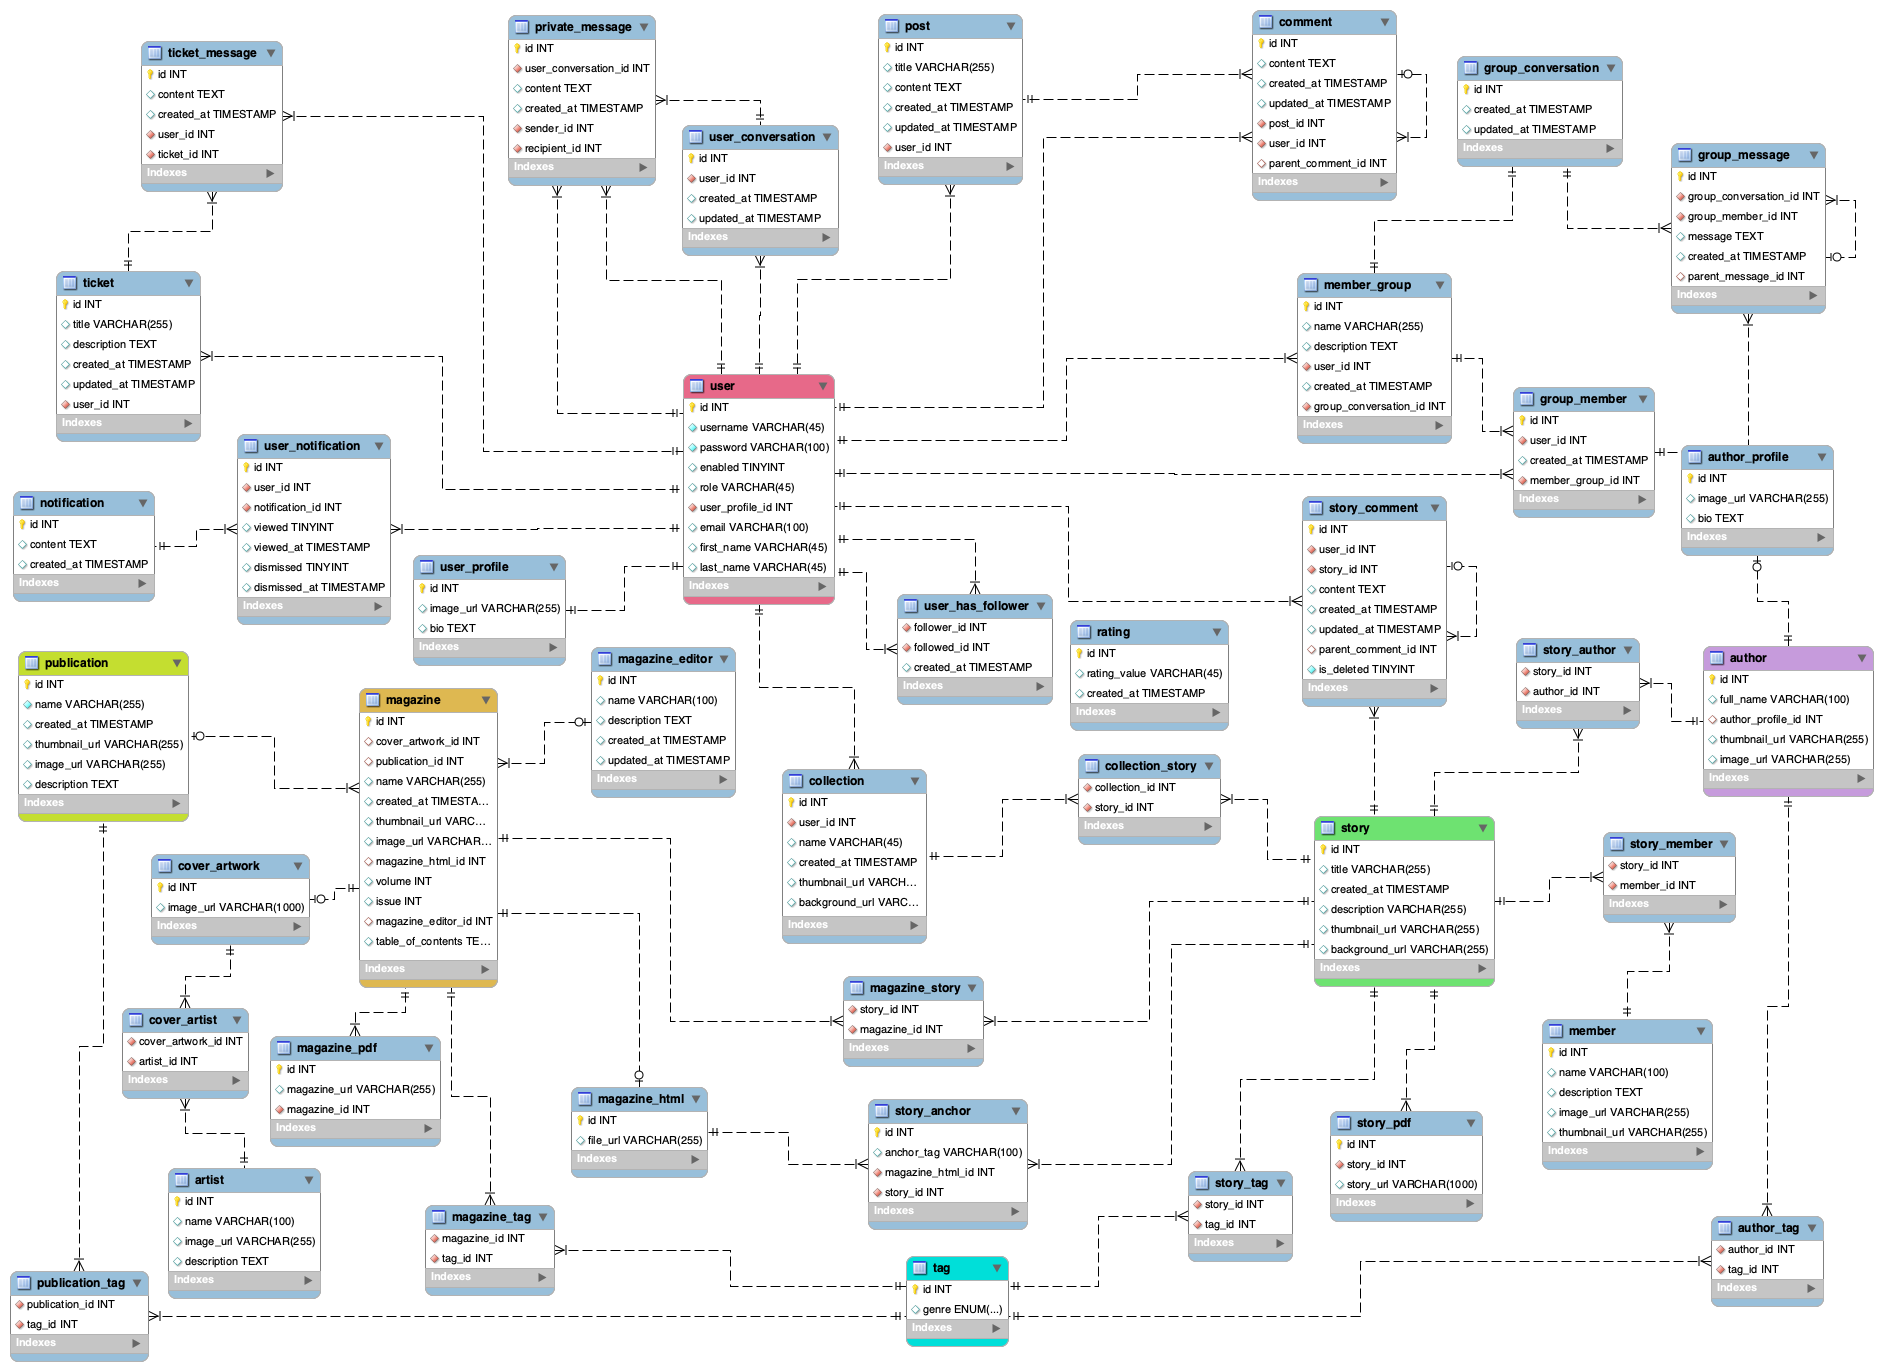 ticket_message
id INT
content TEXT
created_at TIMESTAMP
user_id INT
ticket_id INT
Indexes
private_message
id INT
user_conversation_id INT
content TEXT
created_at TIMESTAMP
sender_id INT
recipient_id INT
Indexes
user_conversation
id INT
user_id INT
created_at TIMESTAMP
updated_at TIMESTAMP
Indexes
post
id INT
title VARCHAR(255)
content TEXT
created_at TIMESTAMP
updated_at TIMESTAMP
user_id INT
Indexes
comment
id INT
content TEXT
created_at TIMESTAMP
updated_at TIMESTAMP
post_id INT
user_id INT
parent_comment_id INT
Indexes
group_conversation
id INT
created_at TIMESTAMP
updated_at TIMESTAMP
Indexes
group_message
id INT
group_conversation_id INT
group_member_id INT
message TEXT
created_at TIMESTAMP
parent_message_id INT
Indexes
ticket
id INT
title VARCHAR(255)
description TEXT
created_at TIMESTAMP
updated_at TIMESTAMP
user_id INT
Indexes
member_group
id INT
name VARCHAR(255)
description TEXT
user_id INT
created_at TIMESTAMP
group_conversation_id INT
Indexes
user
id INT
username VARCHAR(45)
password VARCHAR(100)
enabled TINYINT
role VARCHAR(45)
user_profile_id INT
email VARCHAR(100)
first_name VARCHAR(45)
last_name VARCHAR(45)
Indexes
group_member
id INT
user_id INT
created_at TIMESTAMP
member_group_id INT
Indexes
author_profile
id INT
image_url VARCHAR(255)
bio TEXT
Indexes
user_notification
id INT
user_id INT
notification_id INT
viewed TINYINT
viewed_at TIMESTAMP
dismissed TINYINT
dismissed_at TIMESTAMP
Indexes
notification
id INT
content TEXT
created_at TIMESTAMP
Indexes
user_profile
id INT
image_url VARCHAR(255)
bio TEXT
Indexes
story_comment
id INT
user_id INT
story_id INT
content TEXT
created_at TIMESTAMP
updated_at TIMESTAMP
parent_comment_id INT
is_deleted TINYINT
Indexes
user_has_follower
follower_id INT
followed_id INT
created_at TIMESTAMP
Indexes
rating
id INT
rating_value VARCHAR(45)
created_at TIMESTAMP
Indexes
story_author
story_id INT
author_id INT
Indexes
author
id INT
full_name VARCHAR(100)
author_profile_id INT
thumbnail_url VARCHAR(255)
image_url VARCHAR(255)
Indexes
publication
id INT
name VARCHAR(255)
created_at TIMESTAMP
thumbnail_url VARCHAR(255)
image_url VARCHAR(255)
description TEXT
Indexes
magazine
id INT
cover_artwork_id INT
publication_id INT
name VARCHAR(255)
created_at TIMESTA...
thumbnail_url VARC...
image_url VARCHAR...
magazine_html_id INT
volume INT
issue INT
magazine_editor_id INT
table_of_contents TE...
Indexes
magazine_editor
id INT
name VARCHAR(100)
description TEXT
created_at TIMESTAMP
updated_at TIMESTAMP
Indexes
collection
id INT
user_id INT
name VARCHAR(45)
created_at TIMESTAMP
thumbnail_url VARCH...
background_url VARC...
Indexes
collection_story
collection_id INT
story_id INT
Indexes
story
id INT
title VARCHAR(255)
created_at TIMESTAMP
description VARCHAR(255)
thumbnail_url VARCHAR(255)
background_url VARCHAR(255)
Indexes
story_member
story_id INT
member_id INT
Indexes
cover_artwork
id INT
image_url VARCHAR(1000)
Indexes
cover_artist
cover_artwork_id INT
artist_id INT
Indexes
magazine_pdf
id INT
magazine_url VARCHAR(255)
magazine_id INT
Indexes
magazine_story
story_id INT
magazine_id INT
Indexes
member
id INT
name VARCHAR(100)
description TEXT
image_url VARCHAR(255)
thumbnail_url VARCHAR(255)
Indexes
magazine_html
id INT
file_url VARCHAR(255)
Indexes
story_anchor
id INT
anchor_tag VARCHAR(100)
magazine_html_id INT
story_id INT
Indexes
story_pdf
id INT
story_id INT
story_url VARCHAR(1000)
Indexes
artist
id INT
name VARCHAR(100)
image_url VARCHAR(255)
description TEXT
Indexes
story_tag
story_id INT
tag_id INT
Indexes
magazine_tag
magazine_id INT
tag_id INT
Indexes
author_tag
author_id INT
tag_id INT
Indexes
tag
id INT
genre ENUM(...)
Indexes
publication_tag
publication_id INT
tag_id INT
Indexes